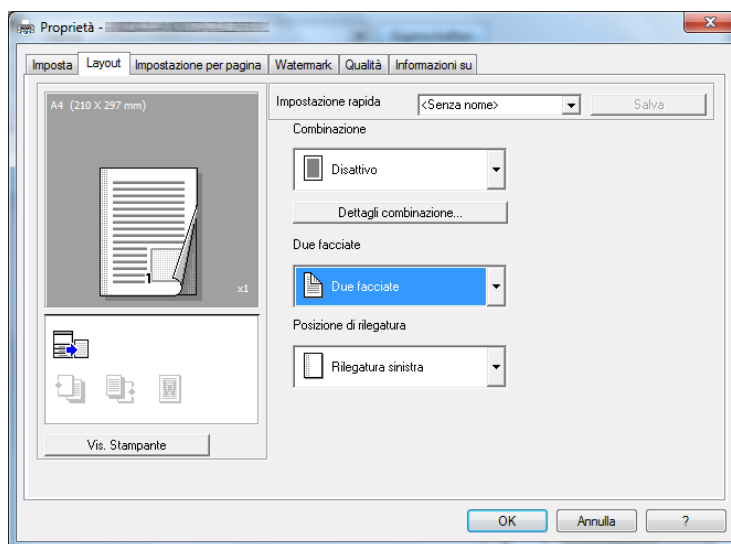 Proprietà -
Imposta Layout Impostazione per pagina Watermark Qualità Informazioni su
A4 (210 X 297 mm)
Impostazione rapida <Senza nome> Salva
Combinazione
Disattivo
Dettagli combinazione...
Due facciate
1
x1
Due facciate
Posizione di rilegatura
Rilegatura sinistra
Vis. Stampante
OK Annulla ?